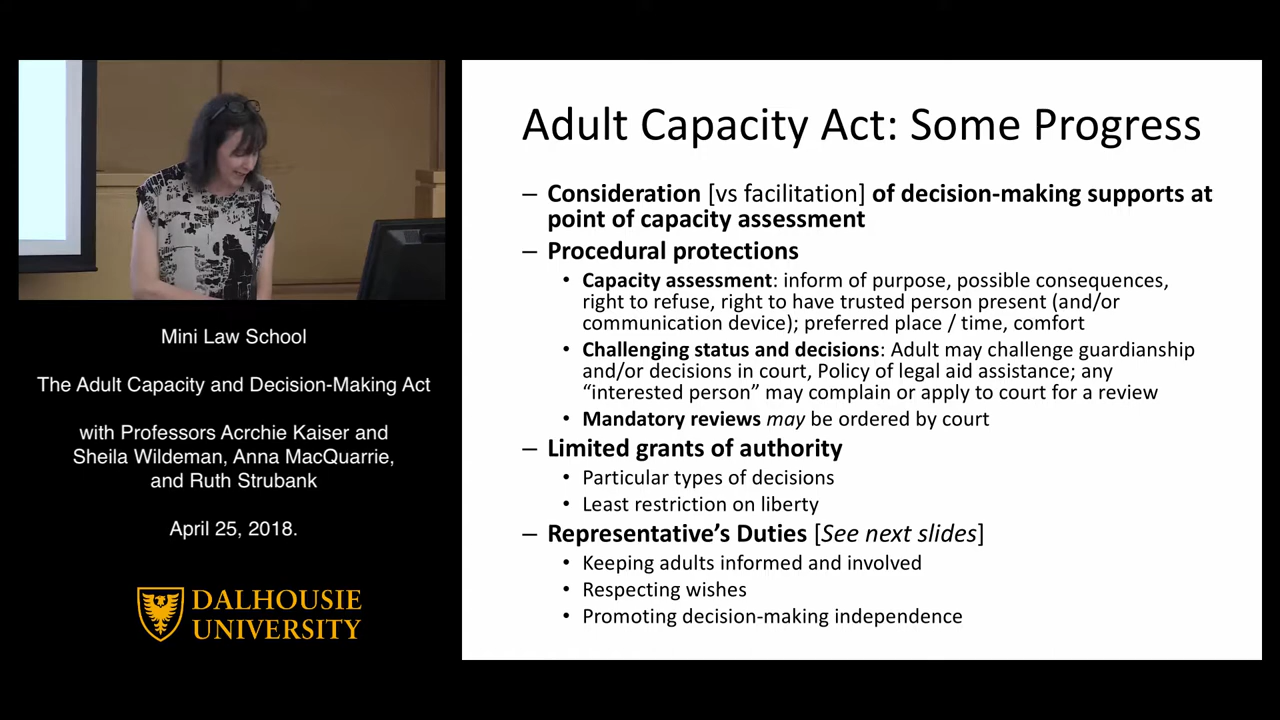 Mini Law School
The Adult Capacity and Decision-Making Act
with Professors Acrchie Kaiser and
Sheila Wildeman, Anna MacQuarrie,
and Ruth Strubank
April 25, 2018.
DALHOUSIE
UNIVERSITY
Adult Capacity Act: Some Progress
– Consideration [vs facilitation] of decision-making supports at
point of capacity assessment
– Procedural protections
• Capacity assessment: inform of purpose, possible consequences,
right to refuse, right to have trusted person present (and/or
communication device); preferred place / time, comfort
• Challenging status and decisions: Adult may challenge guardianship
and/or decisions in court, Policy of legal aid assistance; any
“interested person” may complain or apply to court for a review
• Mandatory reviews may be ordered by court
– Limited grants of authority
• Particular types of decisions
• Least restriction on liberty
– Representative’s Duties [See next slides]
• Keeping adults informed and involved
• Respecting wishes
• Promoting decision-making independence